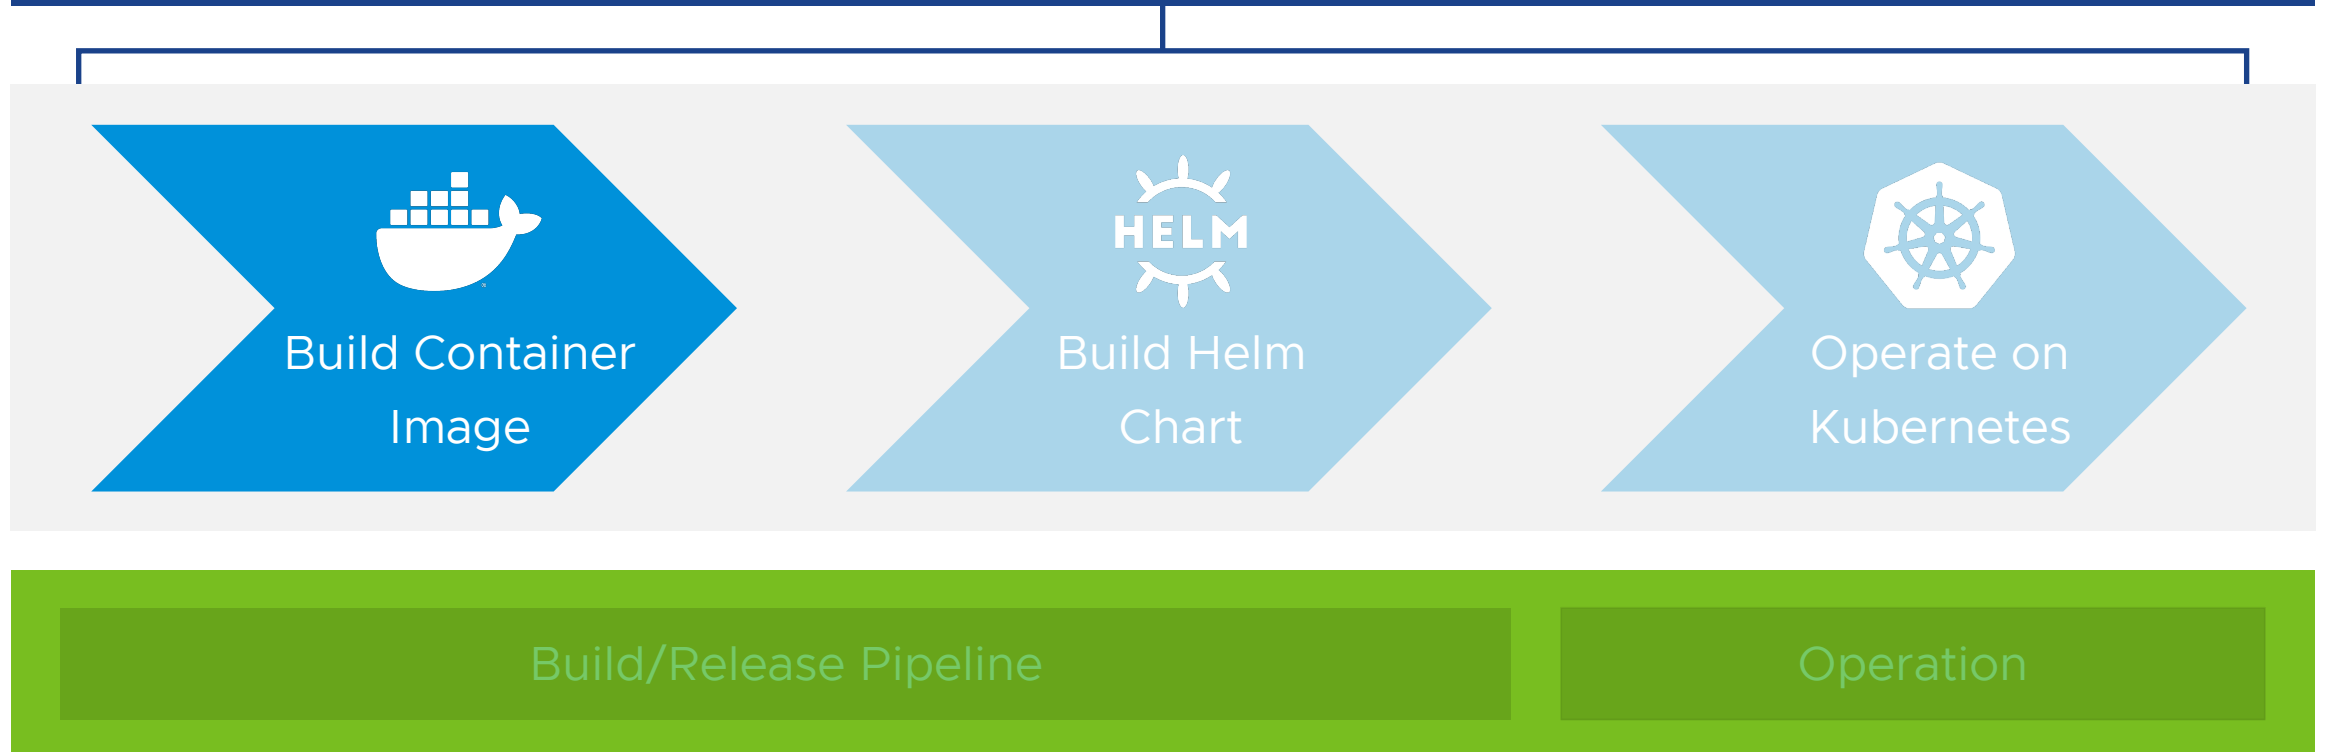 HELM
Build Container
Image
Build Helm
Chart
Operate on
Kubernetes
Build/Release Pipeline
Operation